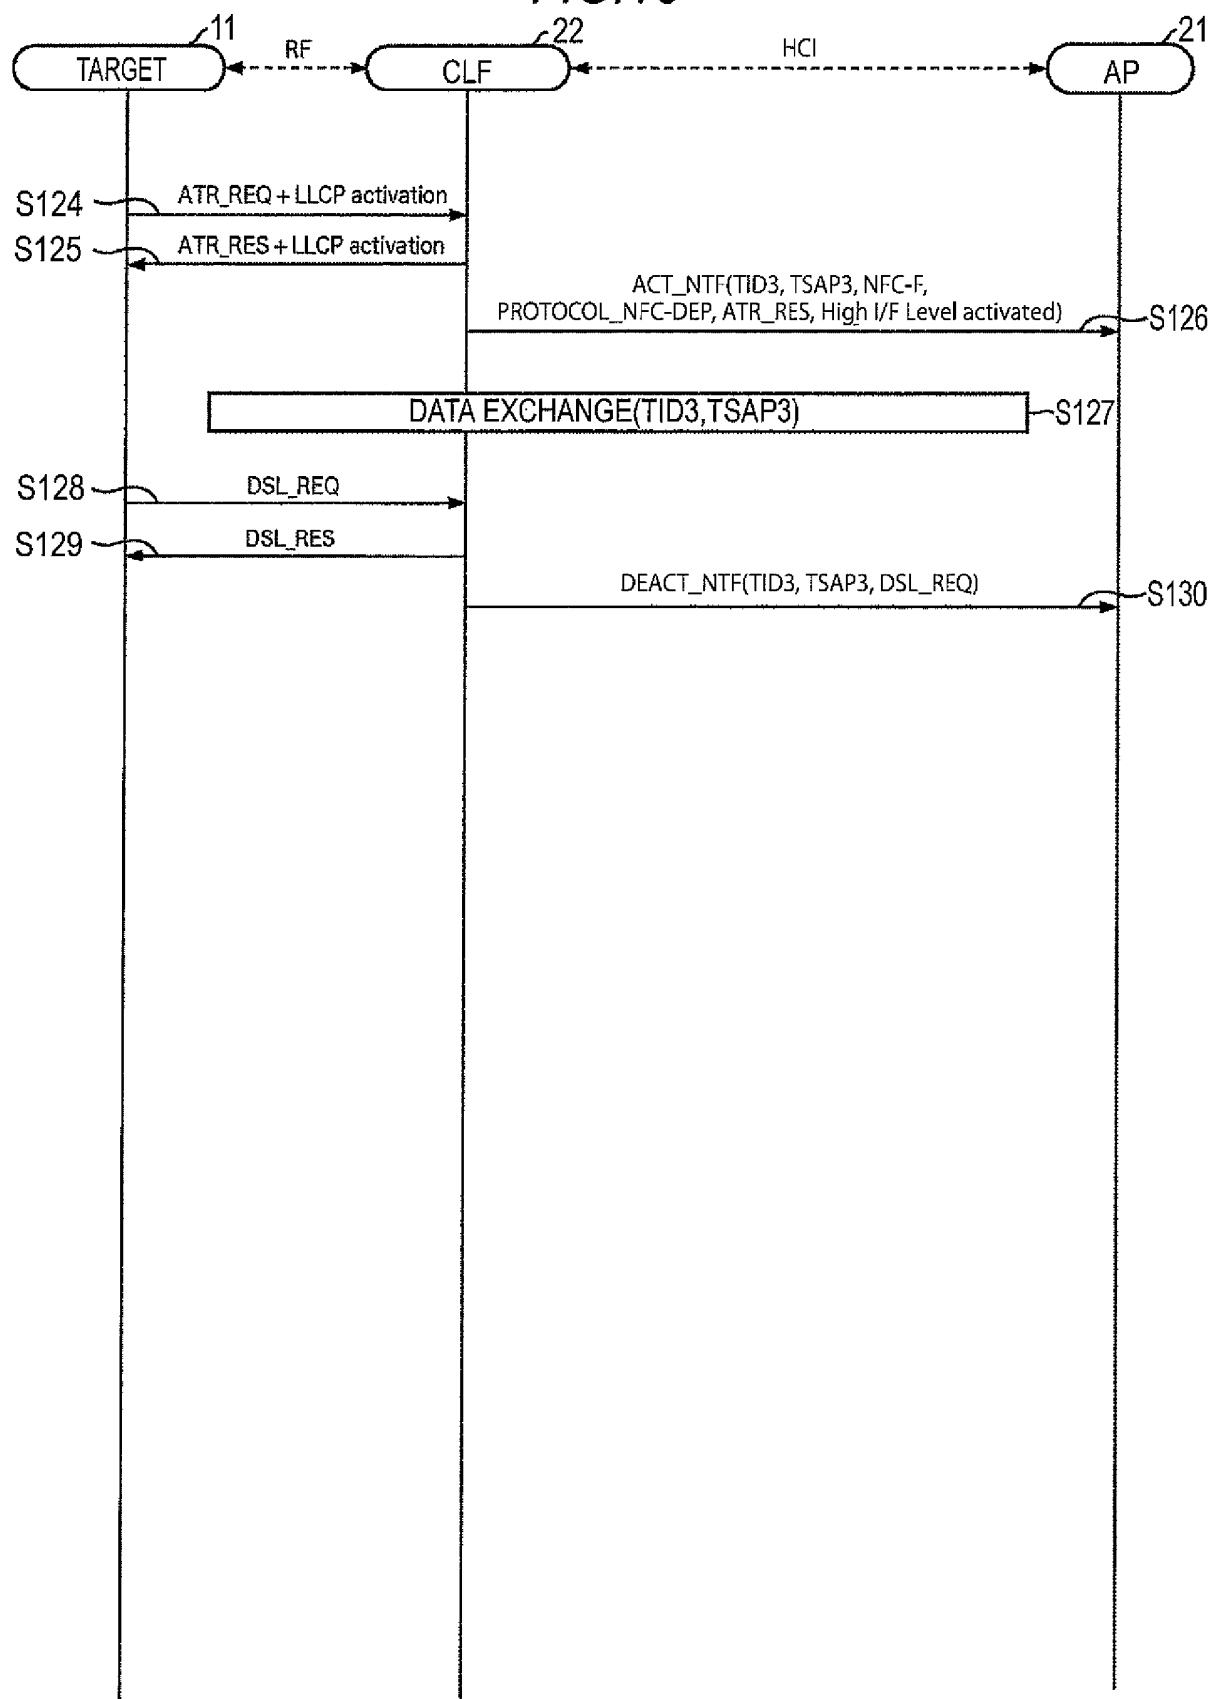 11
22
21
TARGET
RF
CLF
HCI
AP
S124
ATR_REQ + LLCP activation
S125
ATR_RES + LLCP activation
ACT_NTF(TID3, TSAP3, NFC-F,
PROTOCOL_NFC-DEP, ATR_RES, High I/F Level activated)
S126
DATA EXCHANGE(TID3,TSAP3)
S127
S128
DSL_REQ
S129
DSL_RES
DEACT_NTF(TID3, TSAP3, DSL_REQ)
S130